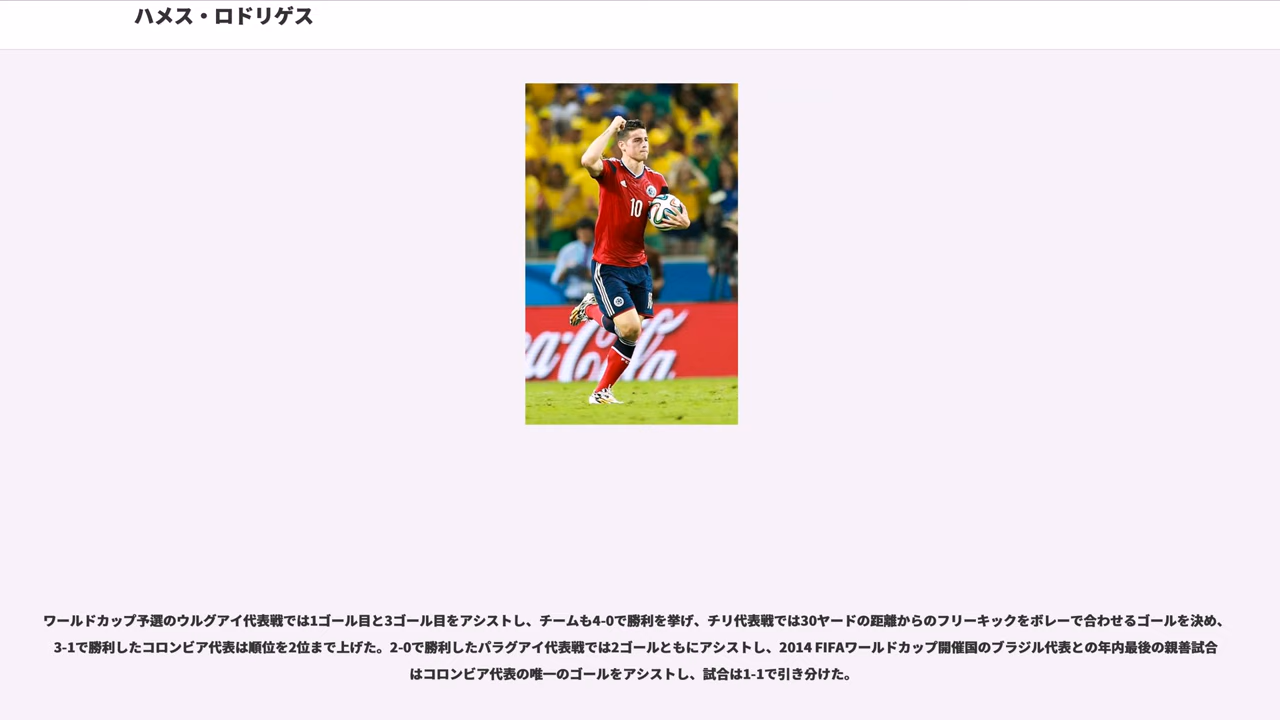 ハメス・ロドリゲス
10
Coca-Cola
ワールドカップ予選のウルグアイ代表戦では1ゴール目と3ゴール目をアシストし、チームも4-0で勝利を挙げ、チリ代表戦では30ヤードの距離からのフリーキックをボレーで合わせるゴールを決め、
3-1で勝利したコロンビア代表は順位を2位まで上げた。2-0で勝利したパラグアイ代表戦では2ゴールともにアシストし、2014 FIFAワールドカップ開催国のブラジル代表との年内最後の親善試合
はコロンビア代表の唯一のゴールをアシストし、試合は1-1で引き分けた。